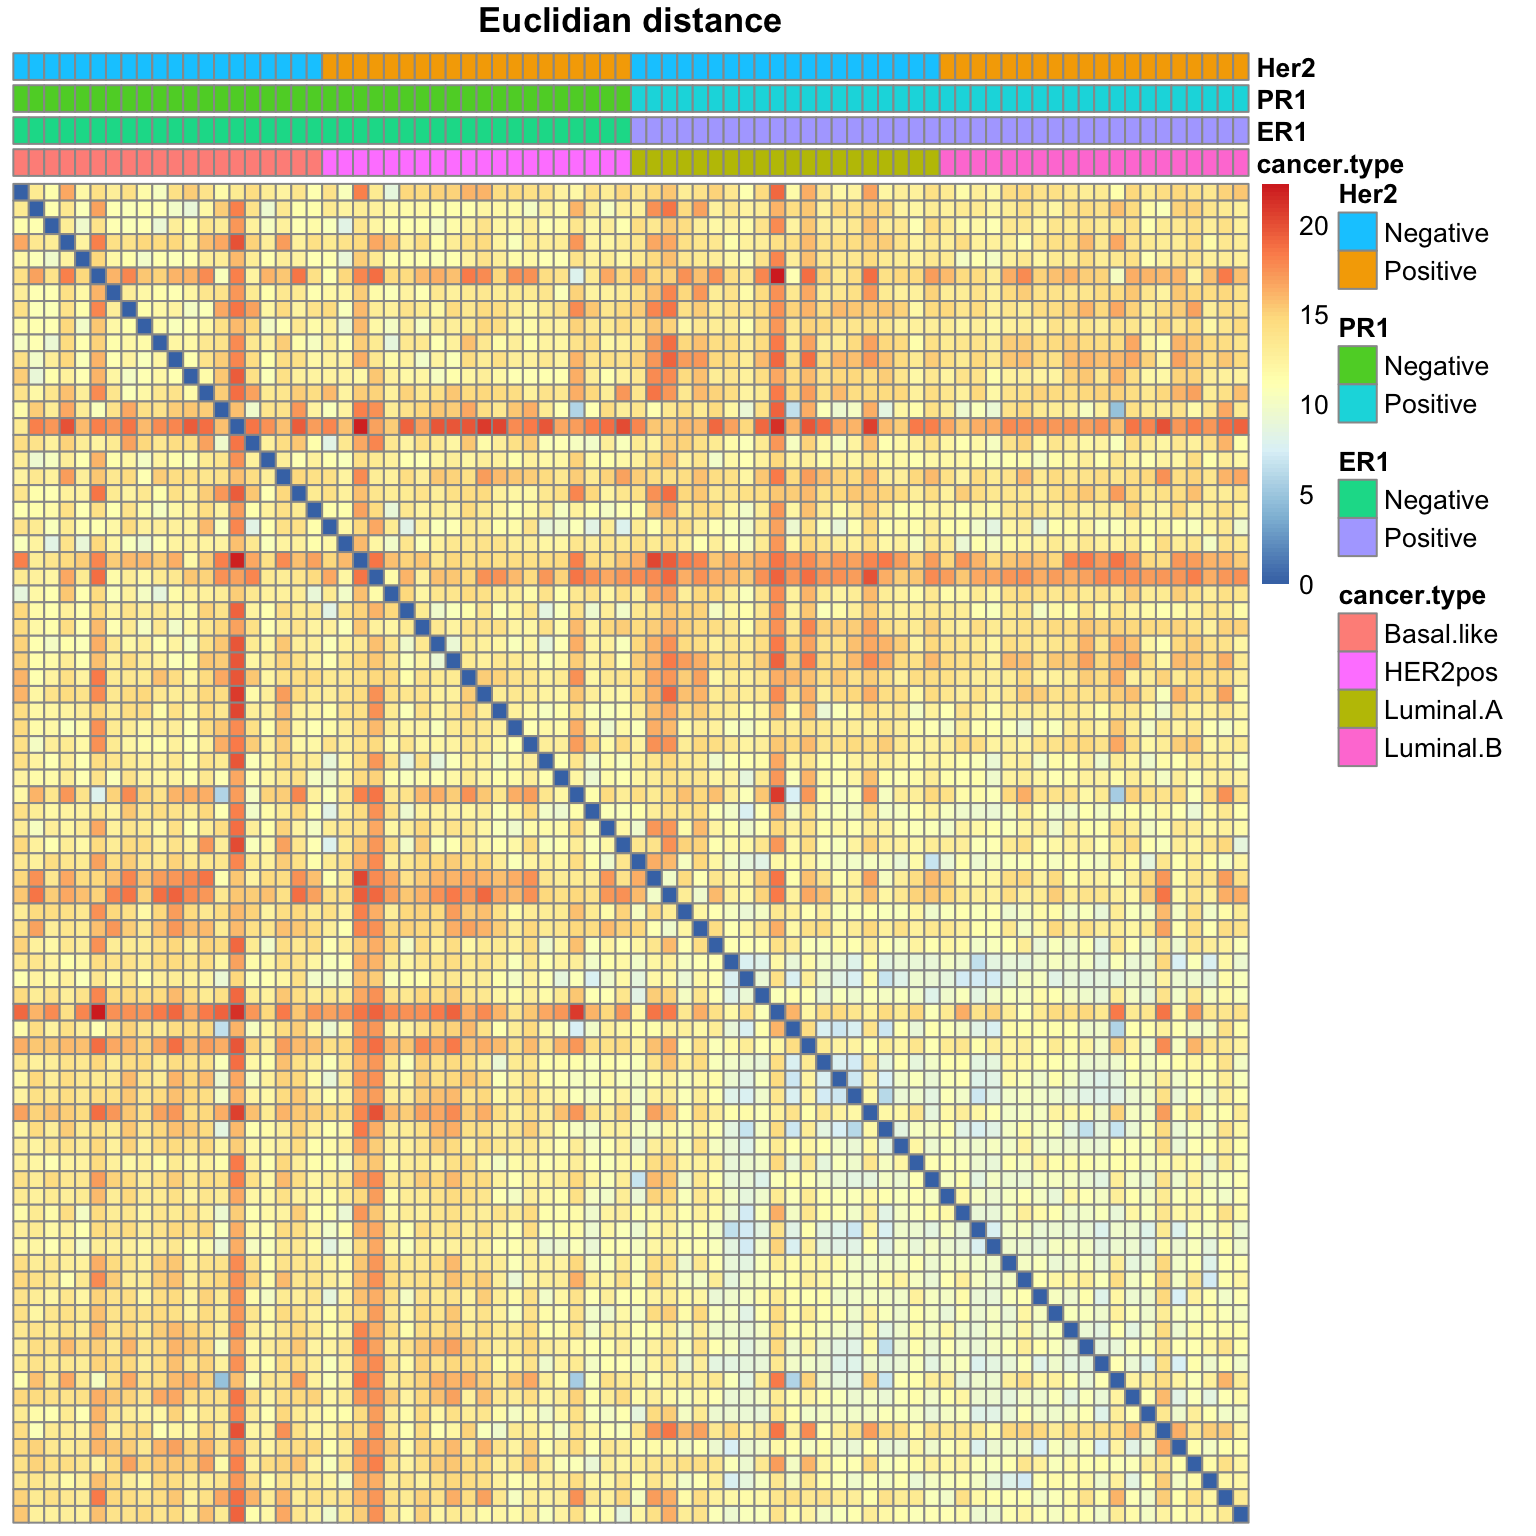 Euclidian distance
Her2
PR1
ER1
cancer.type
20
15
10
5
0
Her2
Negative
Positive
PR1
Negative
Positive
ER1
Negative
Positive
cancer.type
Basal.like
HER2pos
Luminal.A
Luminal.B